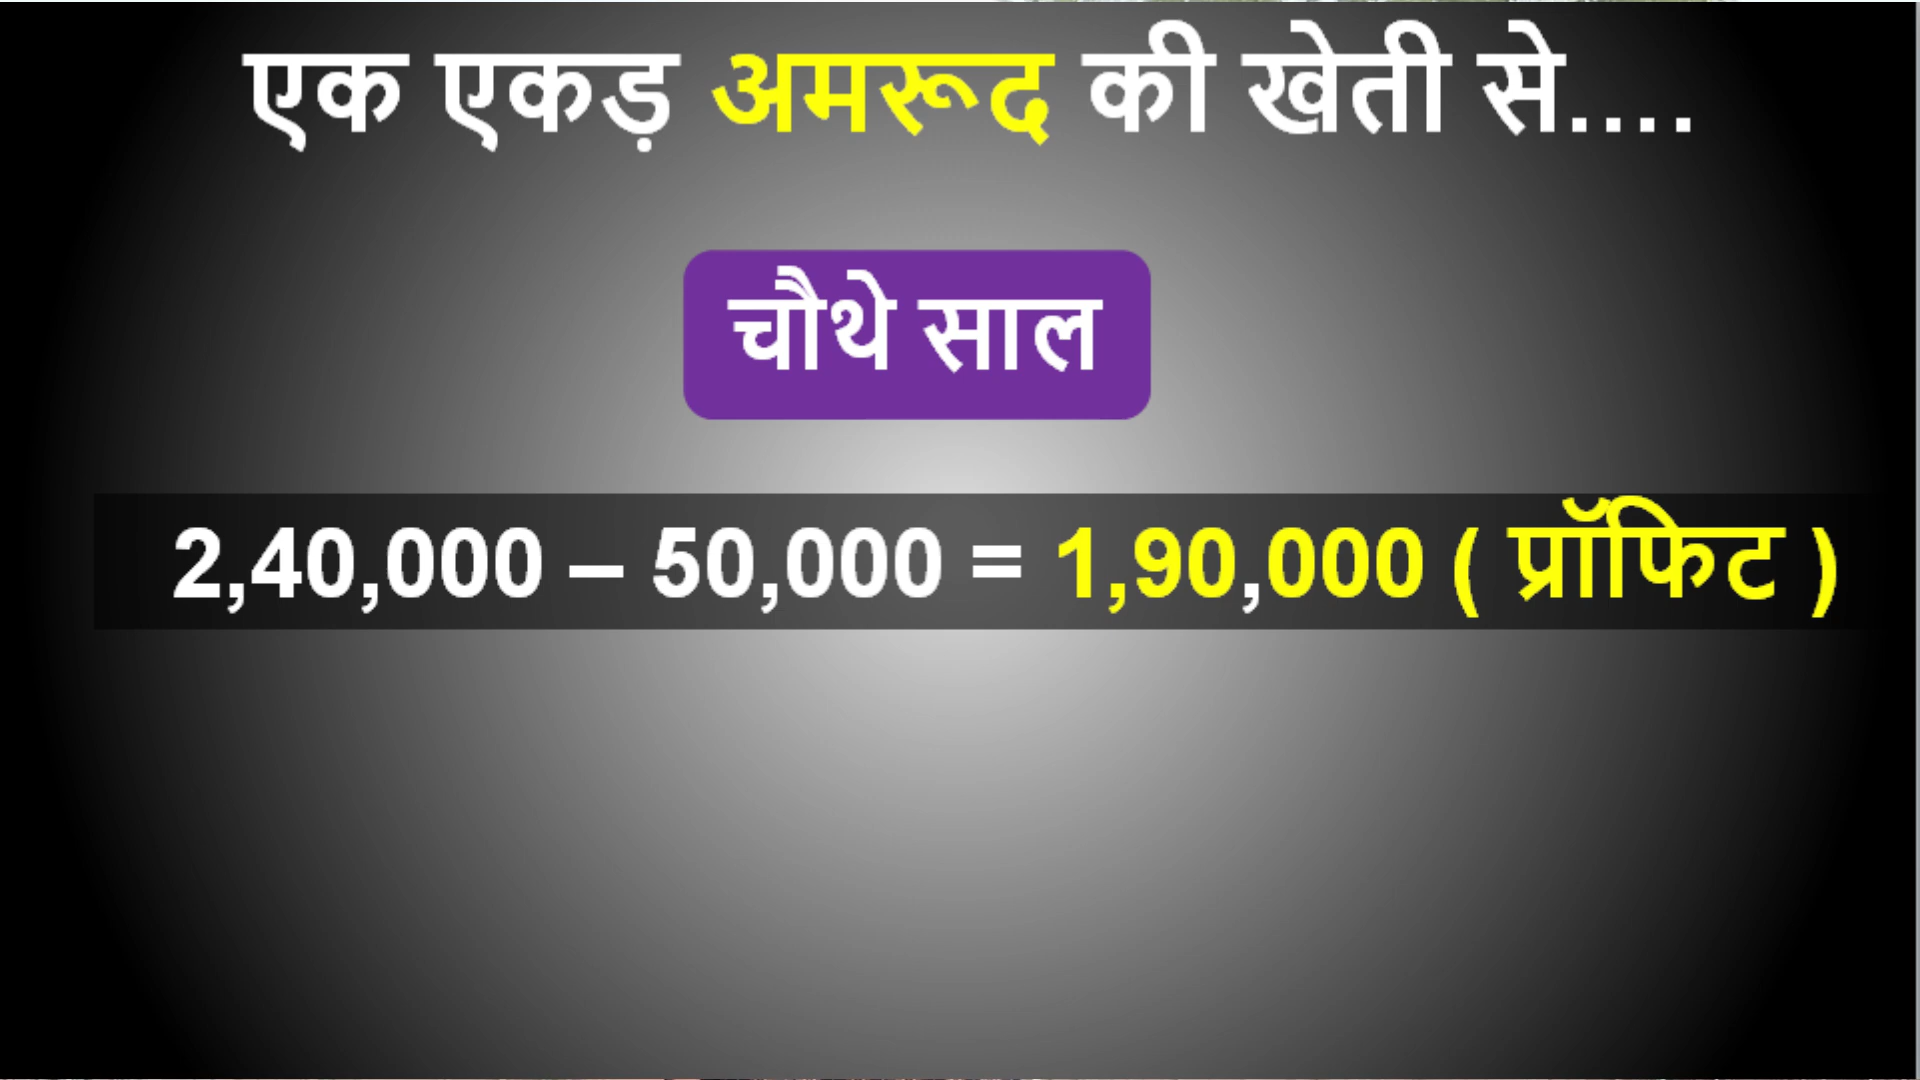 एक एकड़ अमरूद की खेती से....
चौथे साल
2,40,000 – 50,000 = 1,90,000 ( प्रॉफिट )